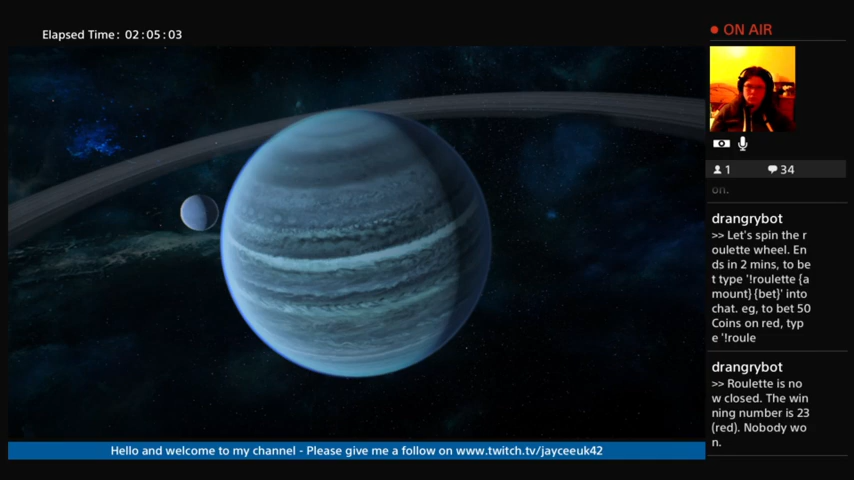 Elapsed Time: 02:05:03
ON AIR
1
34
on.
drangrybot
>> Let's spin the r
oulette wheel. En
ds in 2 mins, to be
t type '!roulette {a
mount} {bet}' into
chat. eg, to bet 50
Coins on red, typ
e '!roule
drangrybot
>> Roulette is no
w closed. The win
ning number is 23
(red). Nobody wo
n.
Hello and welcome to my channel - Please give me a follow on www.twitch.tv/jayceeuk42